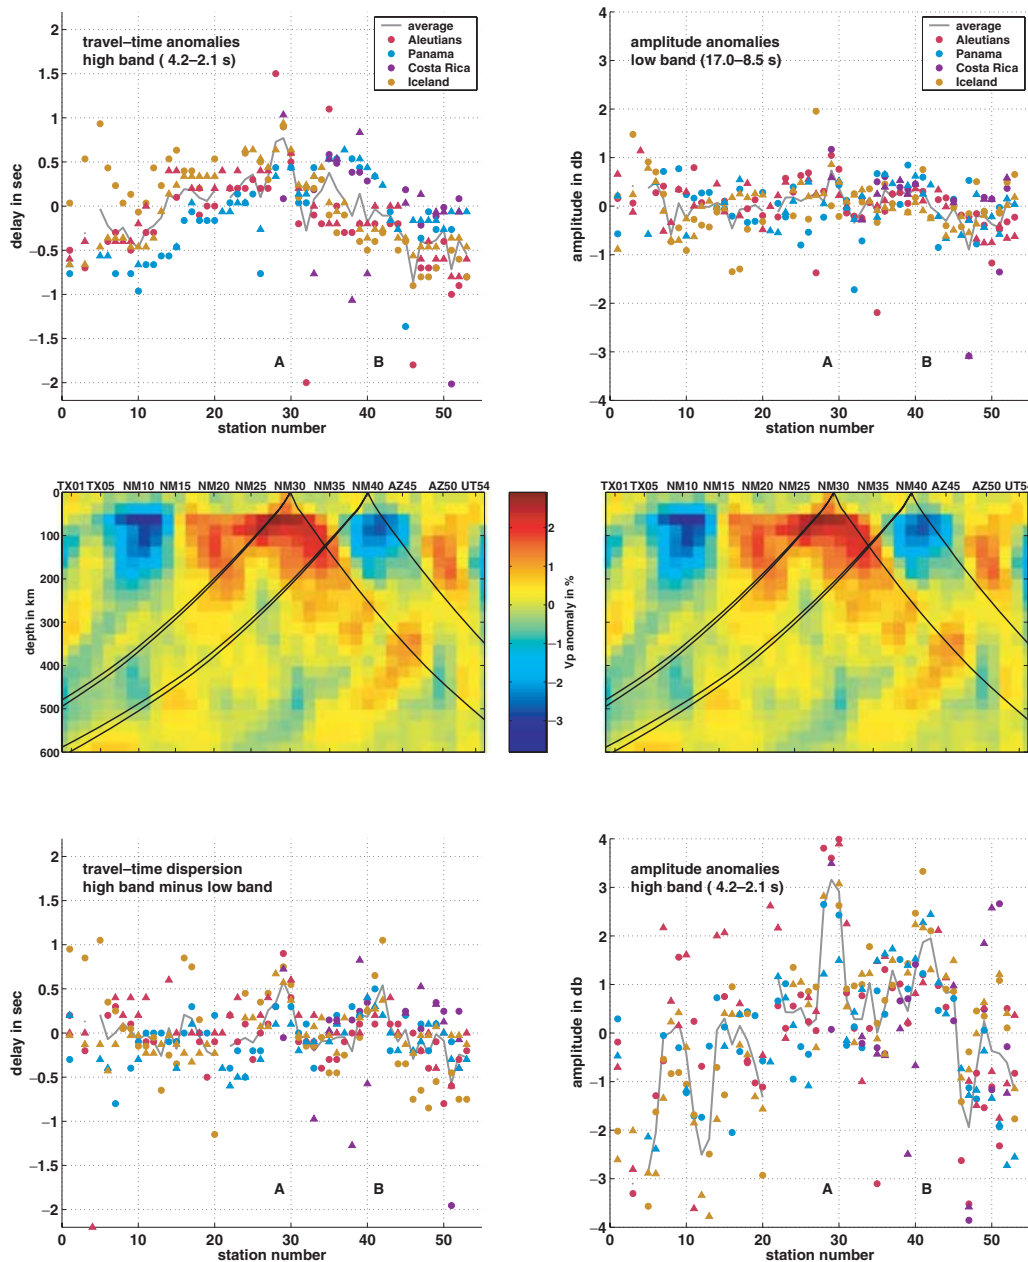 travel–time anomalies
high band ( 4.2–2.1 s)
average
Aleutians
Panama
Costa Rica
Iceland
2
1.5
1
0.5
0
−0.5
−1
−1.5
−2
delay in sec
A
B
0
10
20
30
40
50
station number
amplitude anomalies
low band (17.0–8.5 s)
average
Aleutians
Panama
Costa Rica
Iceland
4
3
2
1
0
−1
−2
−3
−4
amplitude in db
A
B
0
10
20
30
40
50
station number
TX01 TX05 NM10 NM15 NM20 NM25 NM30 NM35 NM40 AZ45 AZ50 UT54
0
100
200
300
400
500
600
depth in km
2
1
0
−1
−2
−3
Vp anomaly in %
TX01 TX05 NM10 NM15 NM20 NM25 NM30 NM35 NM40 AZ45 AZ50 UT54
travel–time dispersion
high band minus low band
2
1.5
1
0.5
0
−0.5
−1
−1.5
−2
delay in sec
A
B
0
10
20
30
40
50
station number
amplitude anomalies
high band ( 4.2–2.1 s)
4
3
2
1
0
−1
−2
−3
−4
amplitude in db
A
B
0
10
20
30
40
50
station number